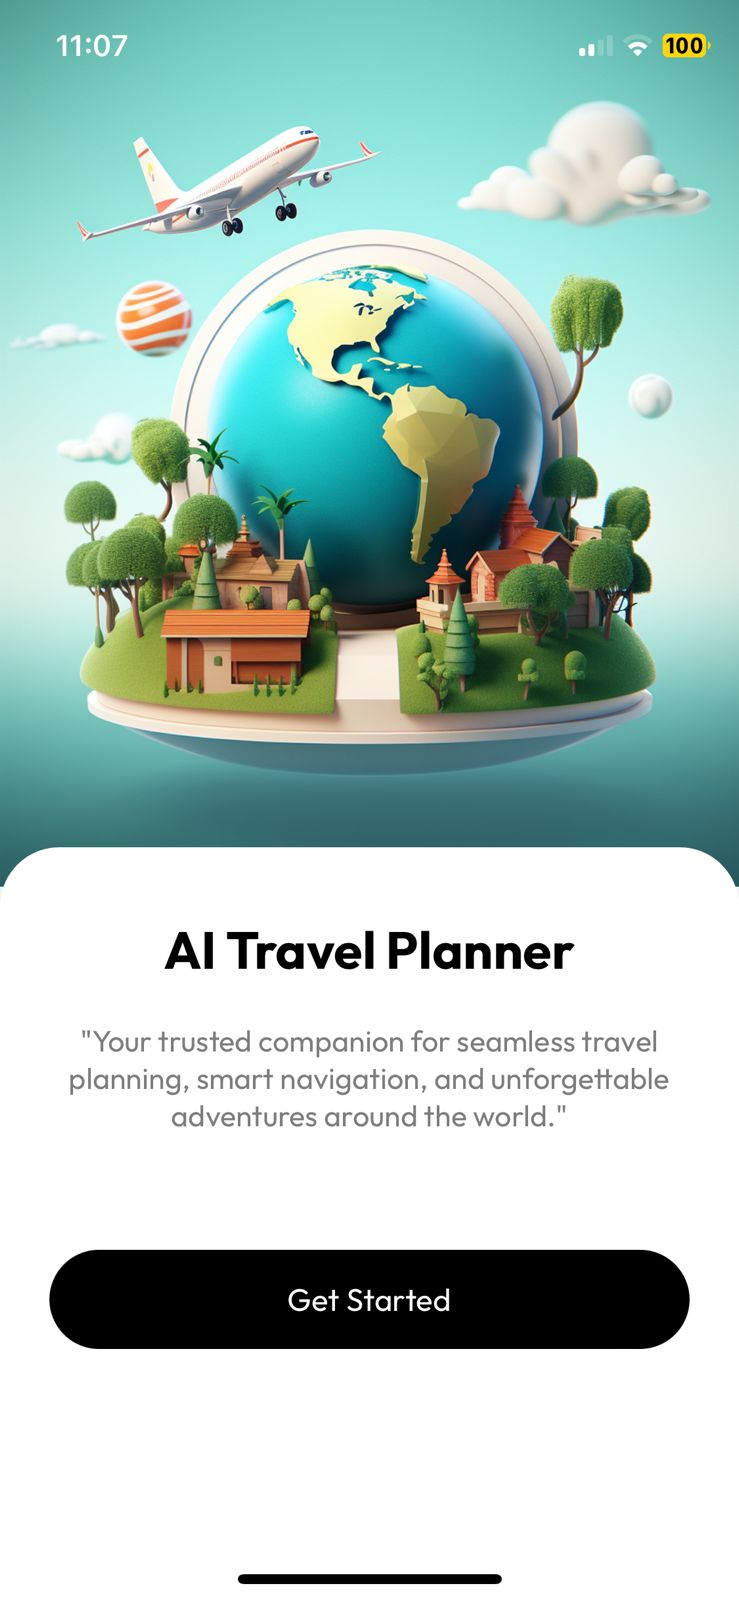 11:07
100
AI Travel Planner
"Your trusted companion for seamless travel
planning, smart navigation, and unforgettable
adventures around the world."
Get Started